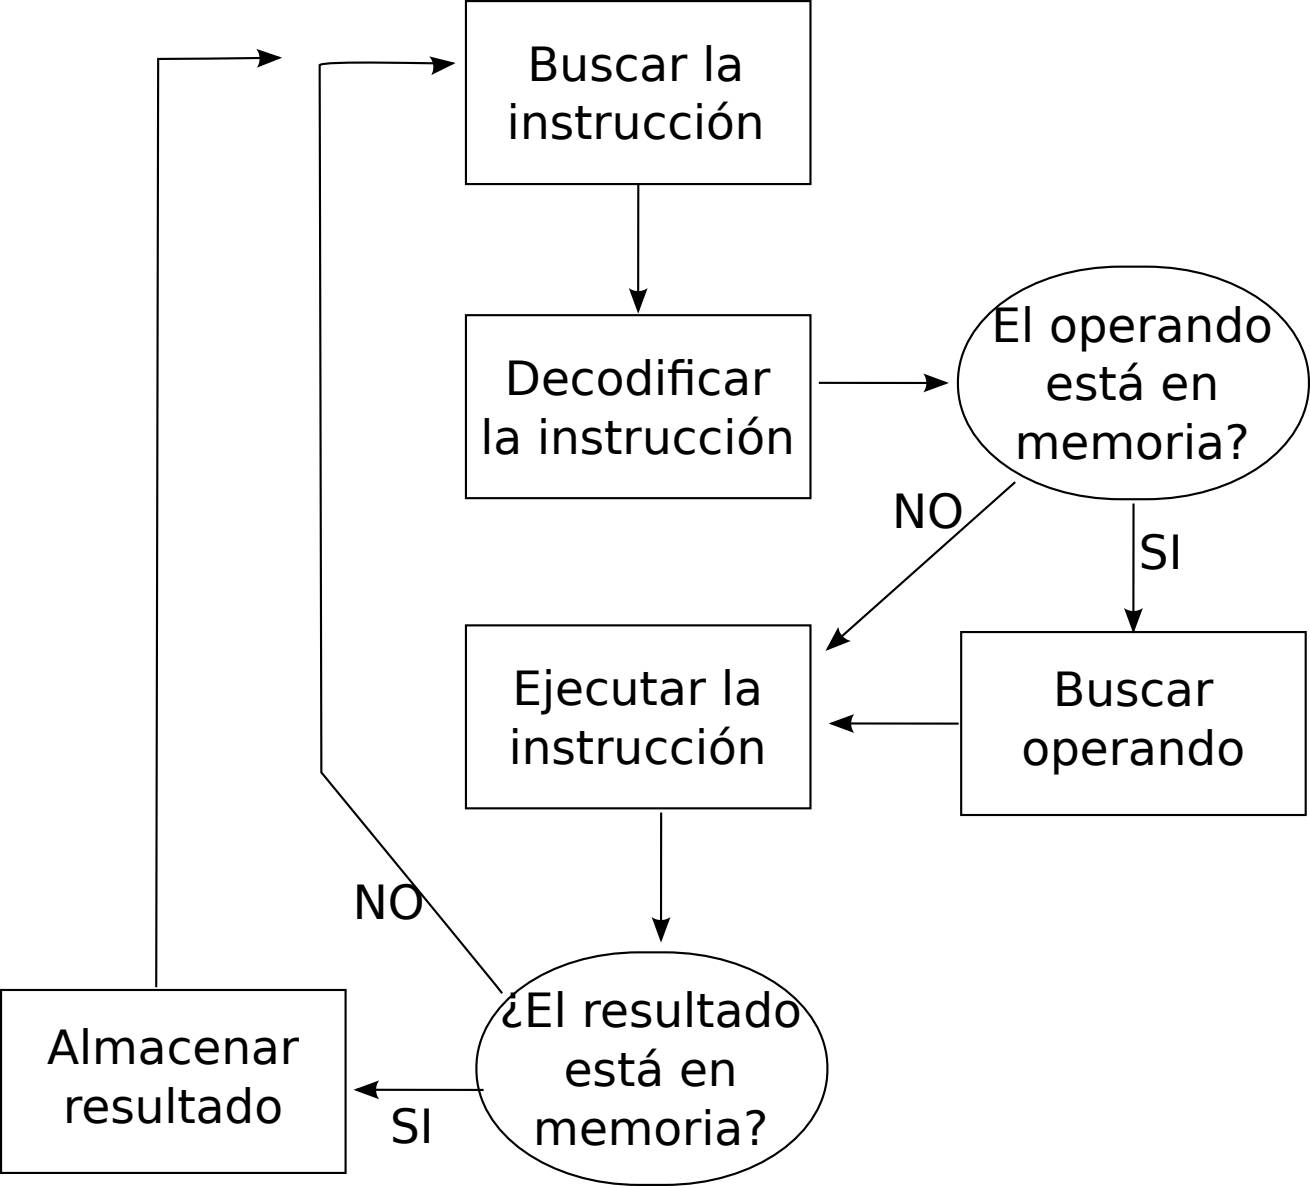 Buscar la
instrucción
Decodificar
la instrucción
El operando
está en
memoria?
NO
SI
Ejecutar la
instrucción
Buscar
operando
NO
¿El resultado
está en
memoria?
SI
Almacenar
resultado